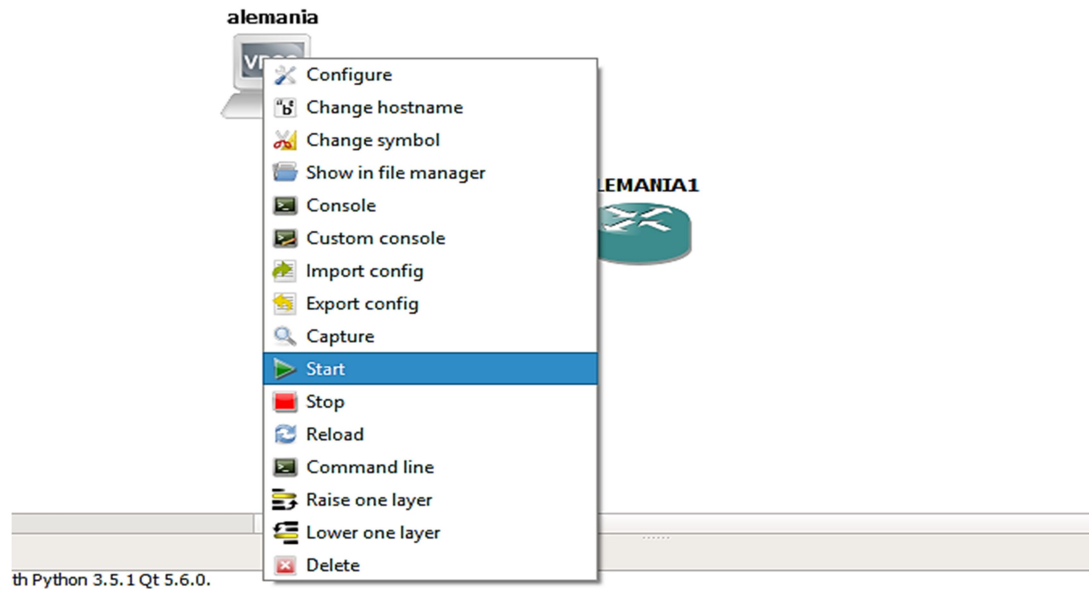 alemania
Configure
Change hostname
Change symbol
Show in file manager
LEMANIA1
Console
Custom console
Import config
Export config
Capture
Start
Stop
Reload
Command line
Raise one layer
Lower one layer
Delete
th Python 3.5.1 Qt 5.6.0.